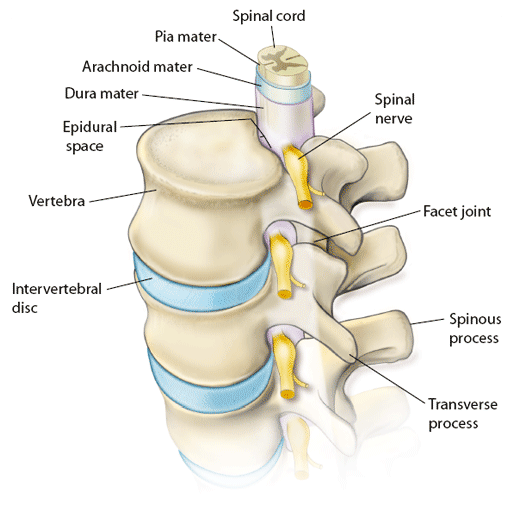 Spinal cord
Pia mater
Arachnoid mater
Dura mater
Epidural
space
Spinal
nerve
Vertebra
Facet joint
Intervertebral
disc
Spinous
process
Transverse
process